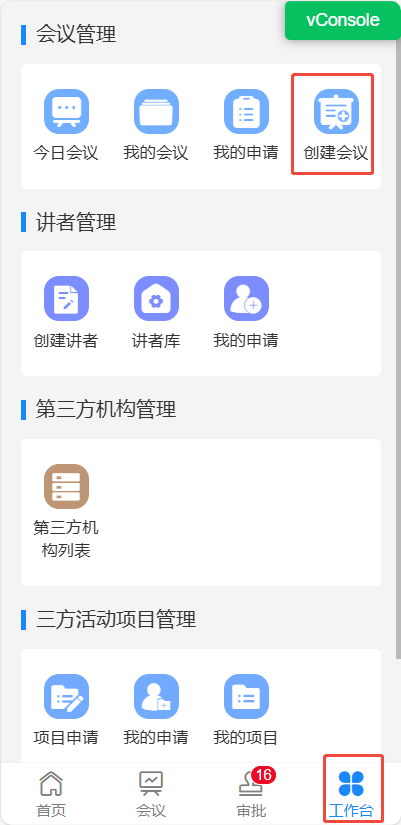 vConsole
会议管理
今日会议 我的会议 我的申请 创建会议
讲者管理
创建讲者 讲者库 我的申请
第三方机构管理
第三方机
构列表
三方活动项目管理
项目申请 我的申请 我的项目
16
首页 会议 审批 工作台